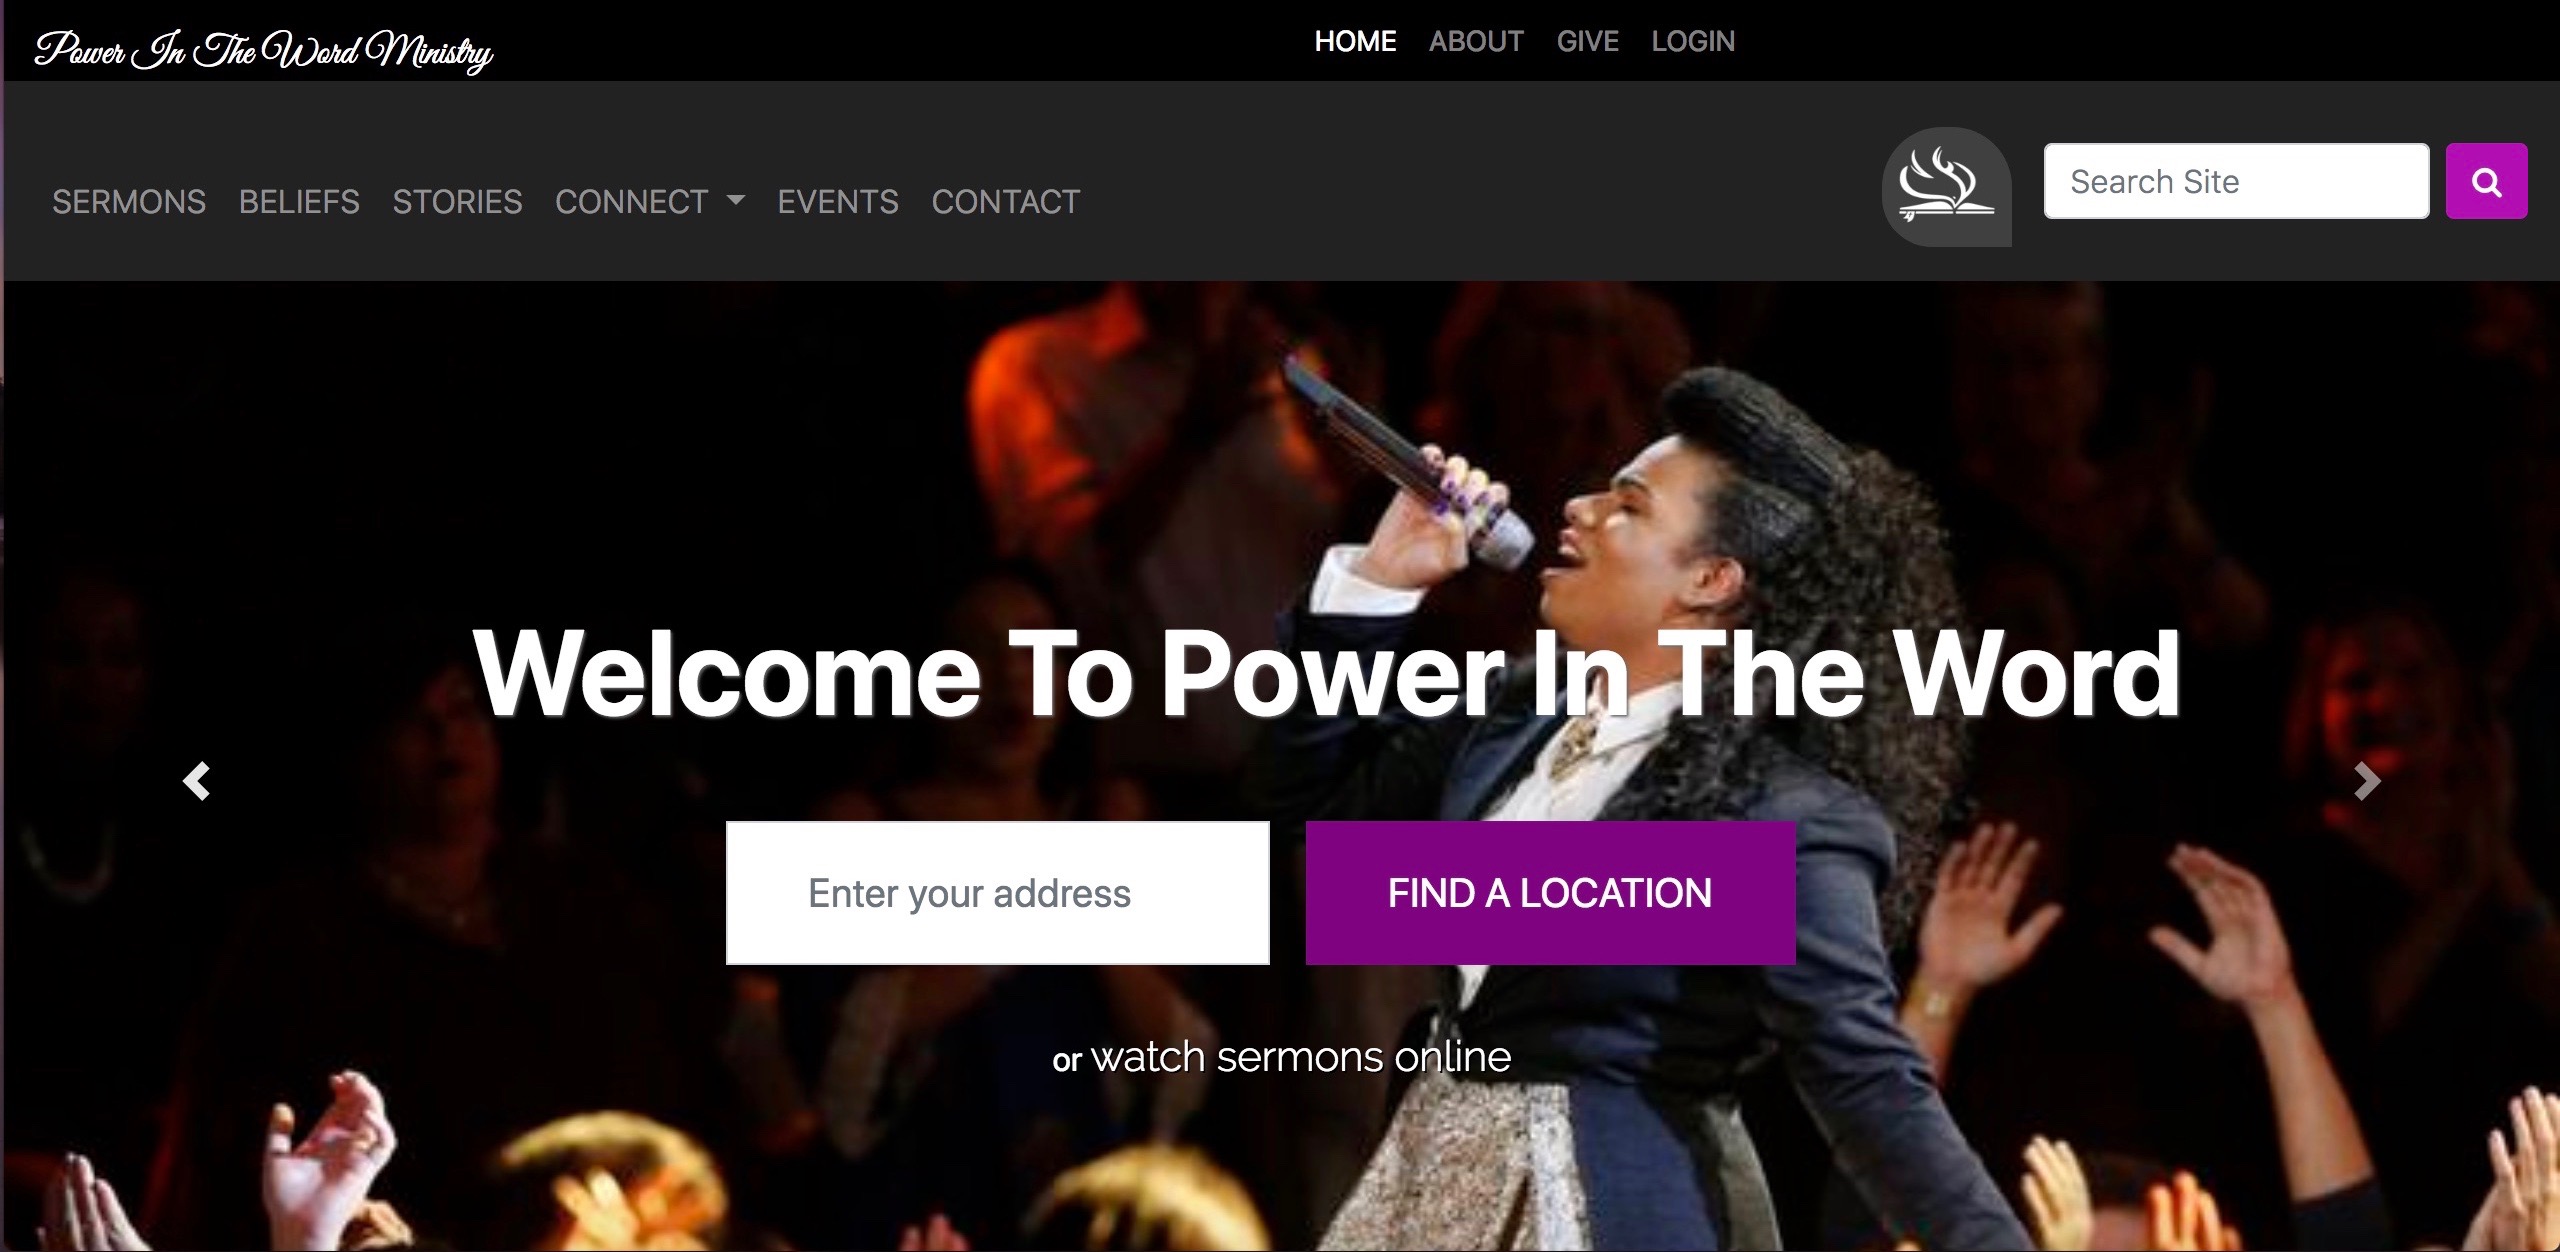 Power In The Word Ministry
HOME ABOUT GIVE LOGIN
SERMONS BELIEFS STORIES CONNECT EVENTS CONTACT
Search Site
Welcome To Power In The Word
Enter your address
FIND A LOCATION
or watch sermons online